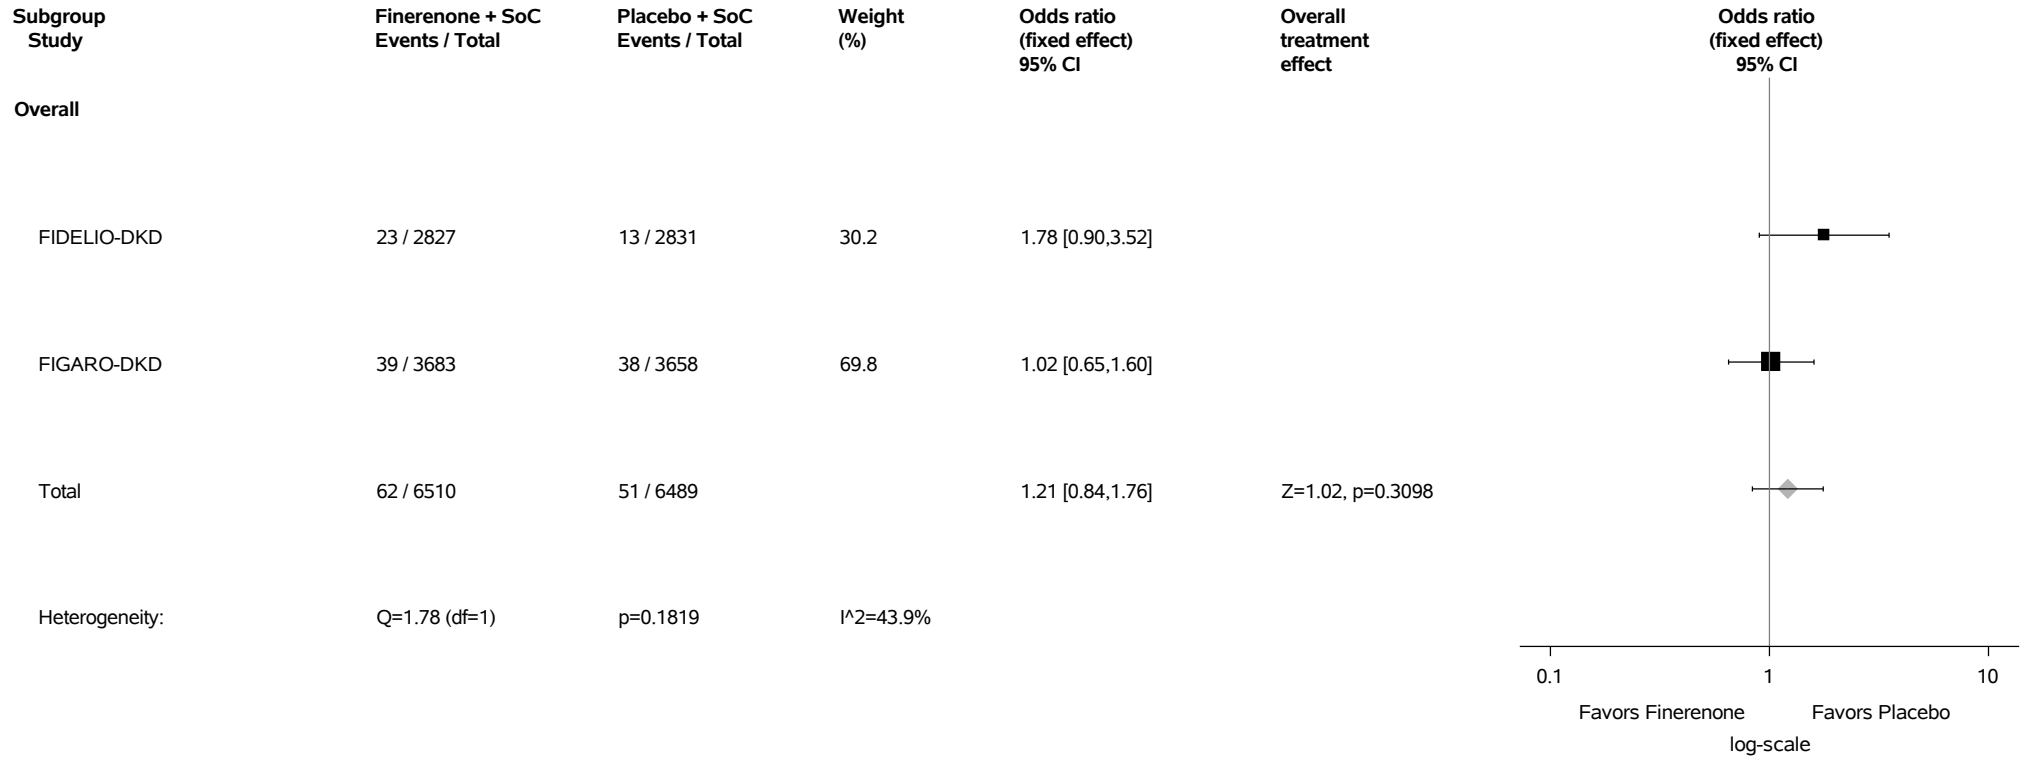 Subgroup Finerenone + SoC Placebo + SoC Weight Odds ratio Overall Odds ratio
Study Events / Total Events / Total (%) (fixed effect) treatment (fixed effect)
95% CI effect 95% CI
Overall
FIDELIO-DKD 23 / 2827 13 / 2831 30.2 1.78 [0.90,3.52]
FIGARO-DKD 39 / 3683 38 / 3658 69.8 1.02 [0.65,1.60]
Total 62 / 6510 51 / 6489 1.21 [0.84,1.76] Z=1.02, p=0.3098
Heterogeneity: Q=1.78 (df=1) p=0.1819 I^2=43.9%
0.1 1 10
Favors Finerenone Favors Placebo
log-scale